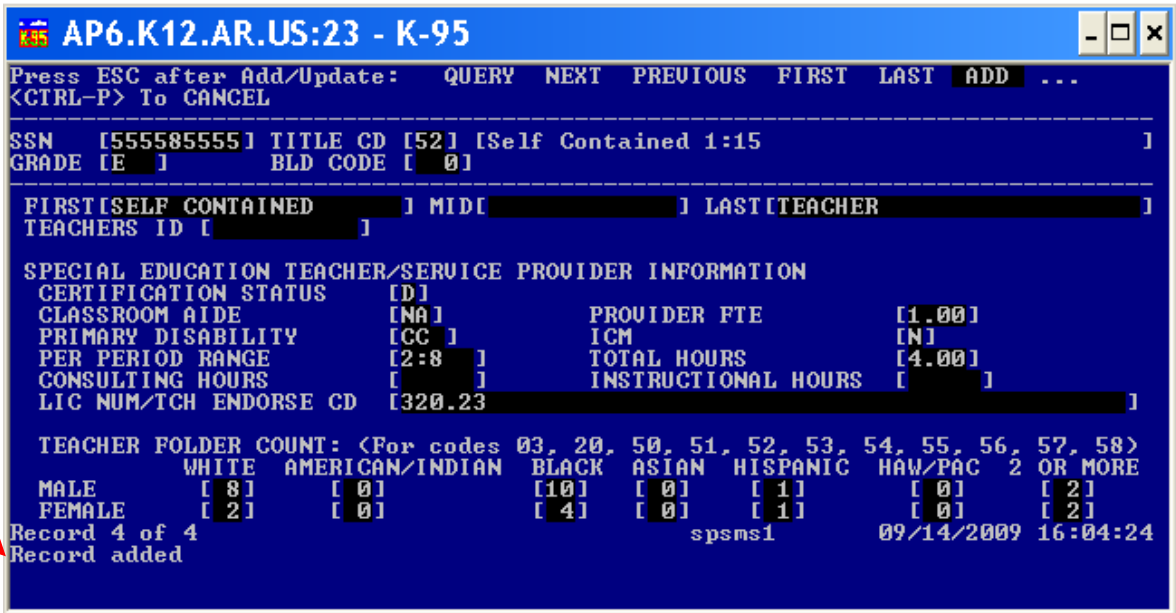 K95 AP6.K12.AR.US:23 - K-95
Press ESC after Add/Update: QUERY NEXT PREVIOUS FIRST LAST ADD ...
<CTRL-P> To CANCEL
SSN [555585555] TITLE CD [52] [Self Contained 1:15 ]
GRADE [E ] BLD CODE [ 0]
FIRST[SELF CONTAINED ] MID[ ] LAST[TEACHER ]
TEACHERS ID [ ]
SPECIAL EDUCATION TEACHER/SERVICE PROVIDER INFORMATION
CERTIFICATION STATUS [D]
CLASSROOM AIDE [NA] PROVIDER FTE [1.00]
PRIMARY DISABILITY [CC ] ICM [N]
PER PERIOD RANGE [2:8 ] TOTAL HOURS [4.00]
CONSULTING HOURS [ ] INSTRUCTIONAL HOURS [ ]
LIC NUM/TCH ENDORSE CD [320.23 ]
TEACHER FOLDER COUNT: (For codes 03, 20, 50, 51, 52, 53, 54, 55, 56, 57, 58)
WHITE AMERICAN/INDIAN BLACK ASIAN HISPANIC HAW/PAC 2 OR MORE
MALE [ 8] [ 0] [10] [ 0] [ 1] [ 0] [ 2]
FEMALE [ 2] [ 0] [ 4] [ 0] [ 1] [ 0] [ 2]
Record 4 of 4 spsms1 09/14/2009 16:04:24
Record added